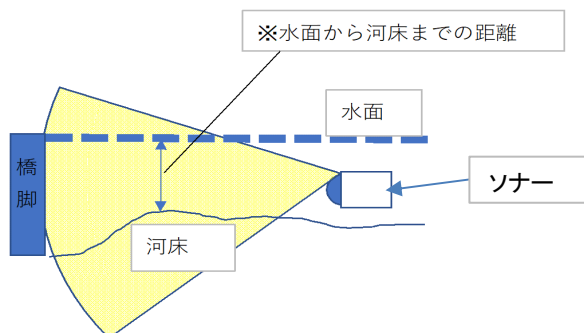 ※水面から河床までの距離
水面
橋脚
ソナー
河床